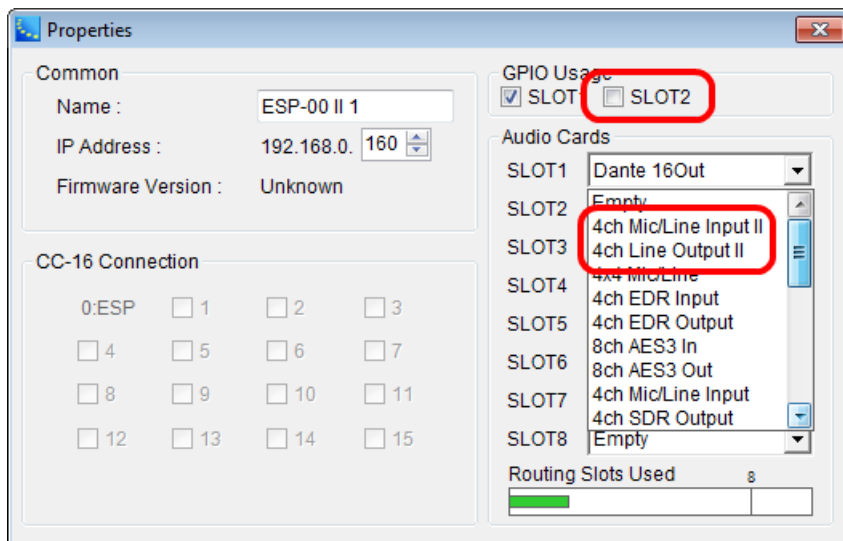 Properties
Common
Name :
ESP-00 II 1
IP Address :
192.168.0. 160
Firmware Version :
Unknown
CC-16 Connection
0:ESP 1 2 3
4 5 6 7
8 9 10 11
12 13 14 15
GPIO Usage
SLOT1 SLOT2
Audio Cards
SLOT1 Dante 16Out
SLOT2
SLOT3
SLOT4
SLOT5
SLOT6
SLOT7
SLOT8 Empty
Empty
4ch Mic/Line Input II
4ch Line Output II
4x4 Mic/Line
4ch EDR Input
4ch EDR Output
8ch AES3 In
8ch AES3 Out
4ch Mic/Line Input
4ch SDR Output
Routing Slots Used 8